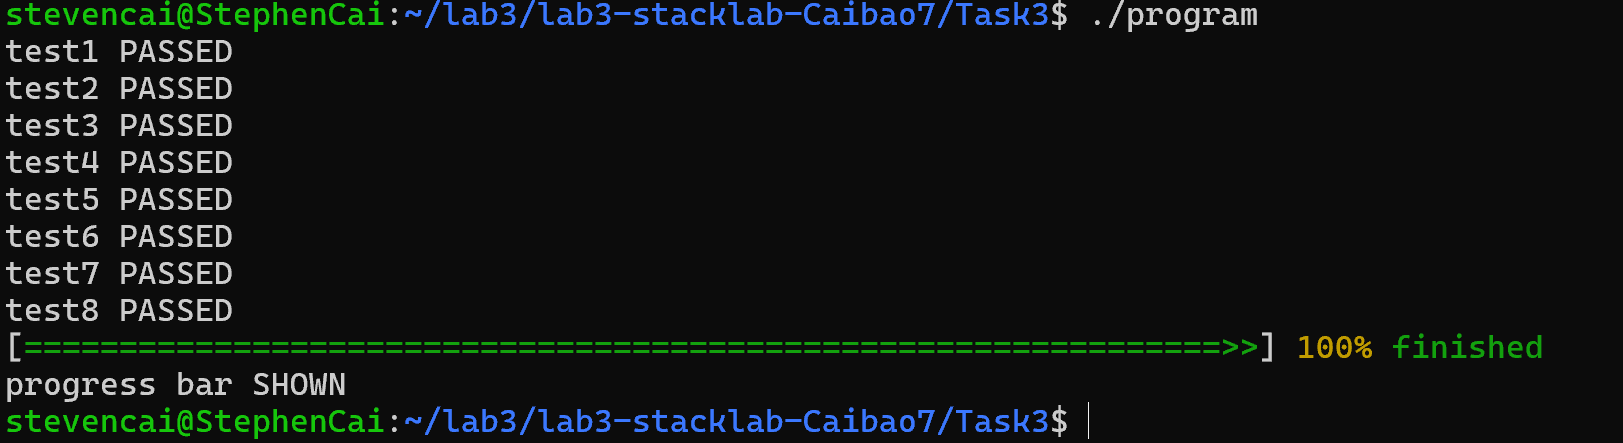 stevencai@StephenCai:~/lab3/lab3-stacklab-Caibao7/Task3$ ./program
test1 PASSED
test2 PASSED
test3 PASSED
test4 PASSED
test5 PASSED
test6 PASSED
test7 PASSED
test8 PASSED
[===============================================================>>] 100% finished
progress bar SHOWN
stevencai@StephenCai:~/lab3/lab3-stacklab-Caibao7/Task3$